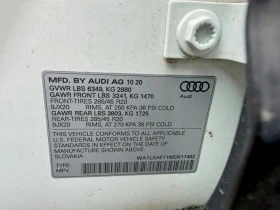 MFD. BY AUDI AG 10 20
GVWR LBS 6349, KG 2880
GAWR FRONT LBS 3241, KG 1470
FRONT-TIRES 285/45 R20
9JX20 RIMS, AT 250 KPA 36 PSI COLD
GAWR REAR LBS 3803, KG 1725
REAR-TIRES 285/45 R20
9JX20 RIMS, AT 270 KPA 39 PSI COLD
THIS VEHICLE CONFORMS TO ALL APPLICABLE
U.S. FEDERAL MOTOR VEHICLE SAFETY
STANDARDS IN EFFECT ON THE DATE OF
MANUFACTURE SHOWN ABOVE.
SLOVAKIA
TYPE:
MPV
Audi